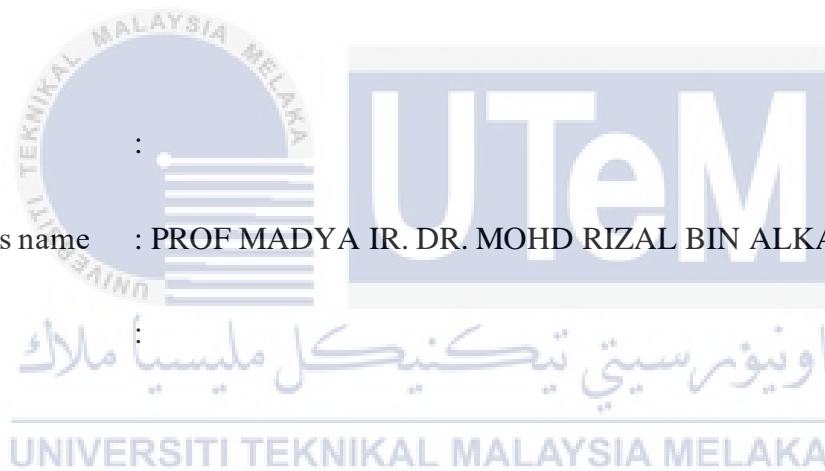 UNIVERSITI TEKNIKAL MALAYSIA MELAKA
UTeM
:
s name : PROF MADYA IR. DR. MOHD RIZAL BIN ALKA
:
اونيۏرسيتي تيكنيكل مليسيا ملاك
UNIVERSITI TEKNIKAL MALAYSIA MELAKA